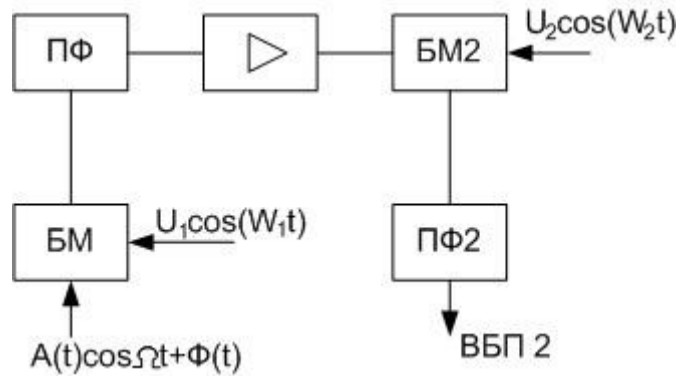 U₂cos(W₂t)
ПФ
БМ2
U₁cos(W₁t)
БМ
ПФ2
A(t)cosΩt+Φ(t)
ВБП 2